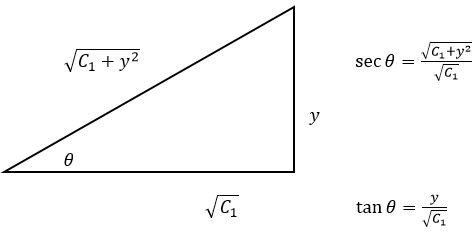 √(C₁ + y²)
sec θ = √(C₁+y²)/√C₁
y
θ
√C₁
tan θ = y/√C₁